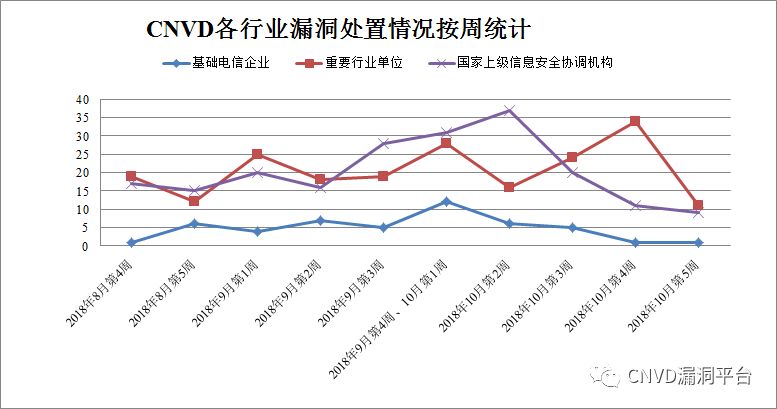 CNVD各行业漏洞处置情况按周统计
基础电信企业 重要行业单位 国家上级信息安全协调机构
40
35
30
25
20
15
10
5
0
2018年8月第4周
2018年8月第5周
2018年9月第1周
2018年9月第2周
2018年9月第3周
2018年9月第4周、10月第1周
2018年10月第2周
2018年10月第3周
2018年10月第4周
2018年10月第5周
CNVD漏洞平台